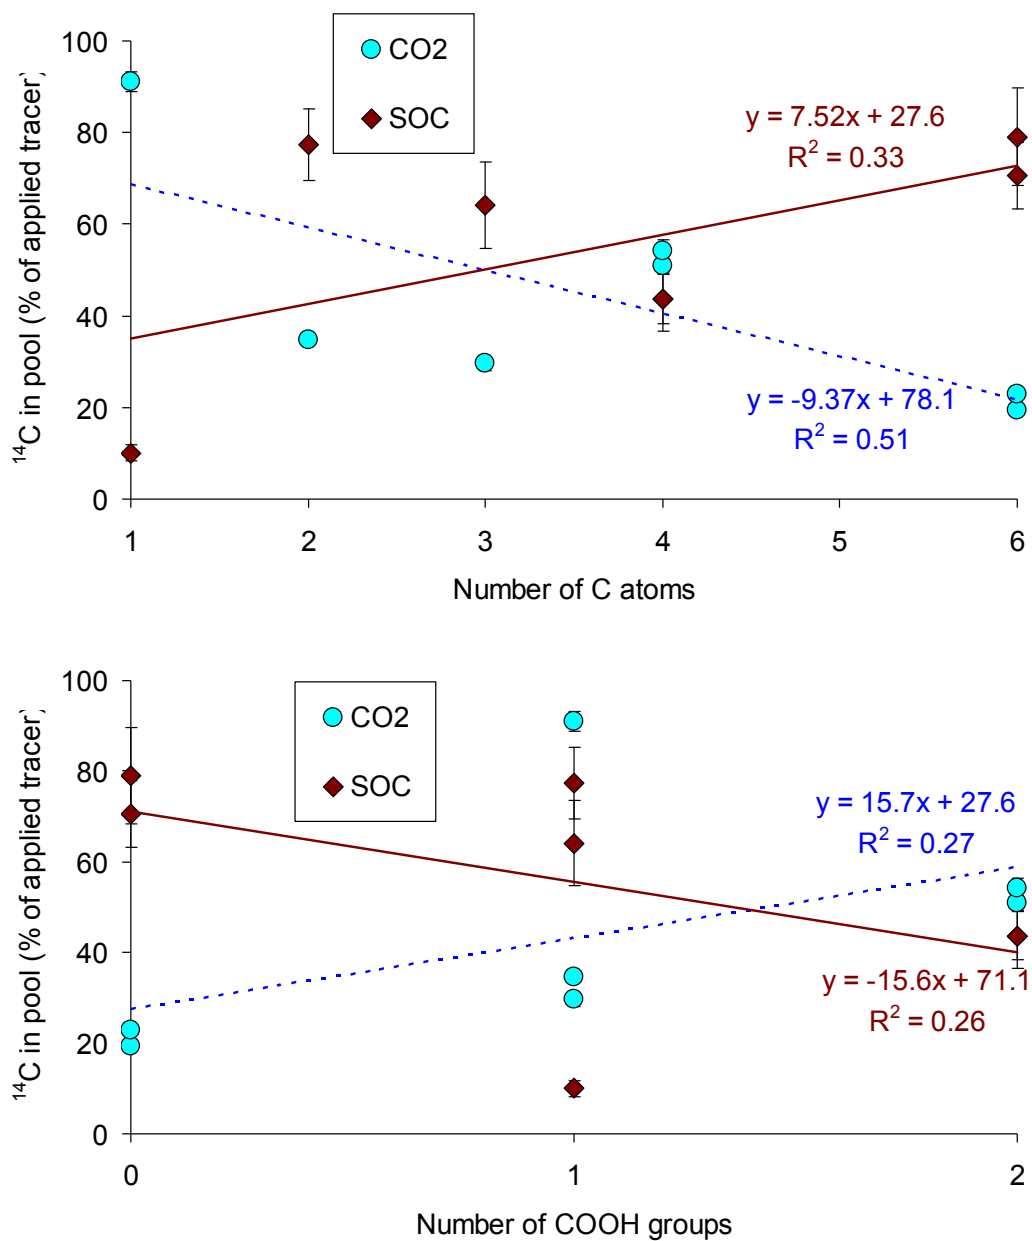 CO2
SOC
100
80
60
40
20
0
¹⁴C in pool (% of applied tracer)
y = 7.52x + 27.6
R² = 0.33
y = -9.37x + 78.1
R² = 0.51
1 2 3 4 5 6
Number of C atoms
CO2
SOC
100
80
60
40
20
0
¹⁴C in pool (% of applied tracer)
y = 15.7x + 27.6
R² = 0.27
y = -15.6x + 71.1
R² = 0.26
0 1 2
Number of COOH groups